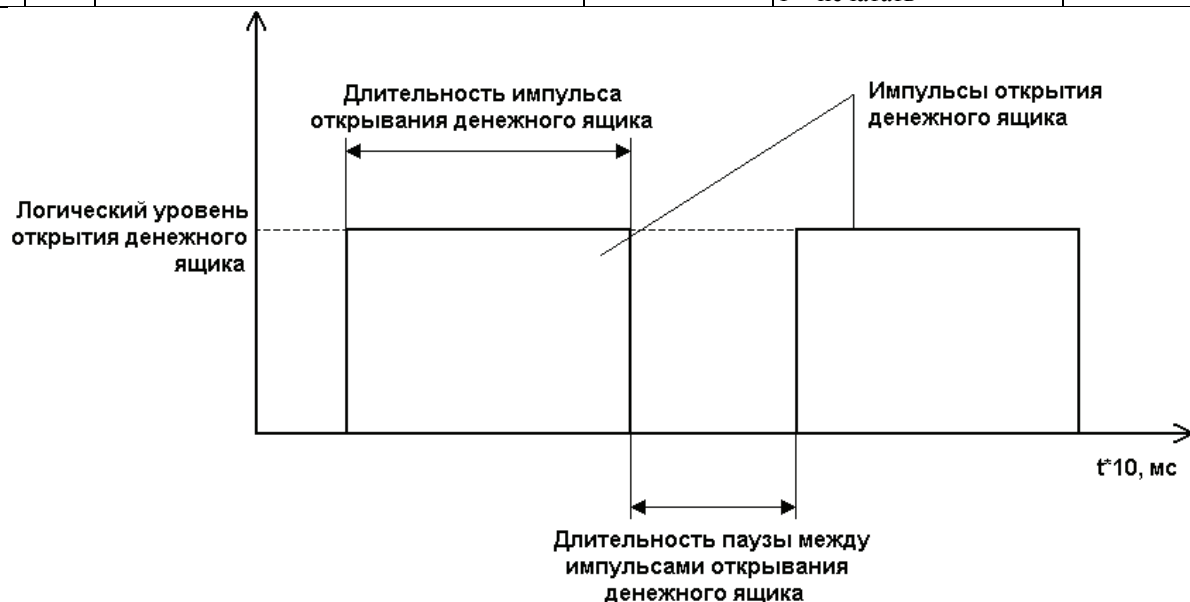 Длительность импульса
открывания денежного ящика
Импульсы открытия
денежного ящика
Логический уровень
открытия денежного
ящика
t*10, мс
Длительность паузы между
импульсами открывания
денежного ящика